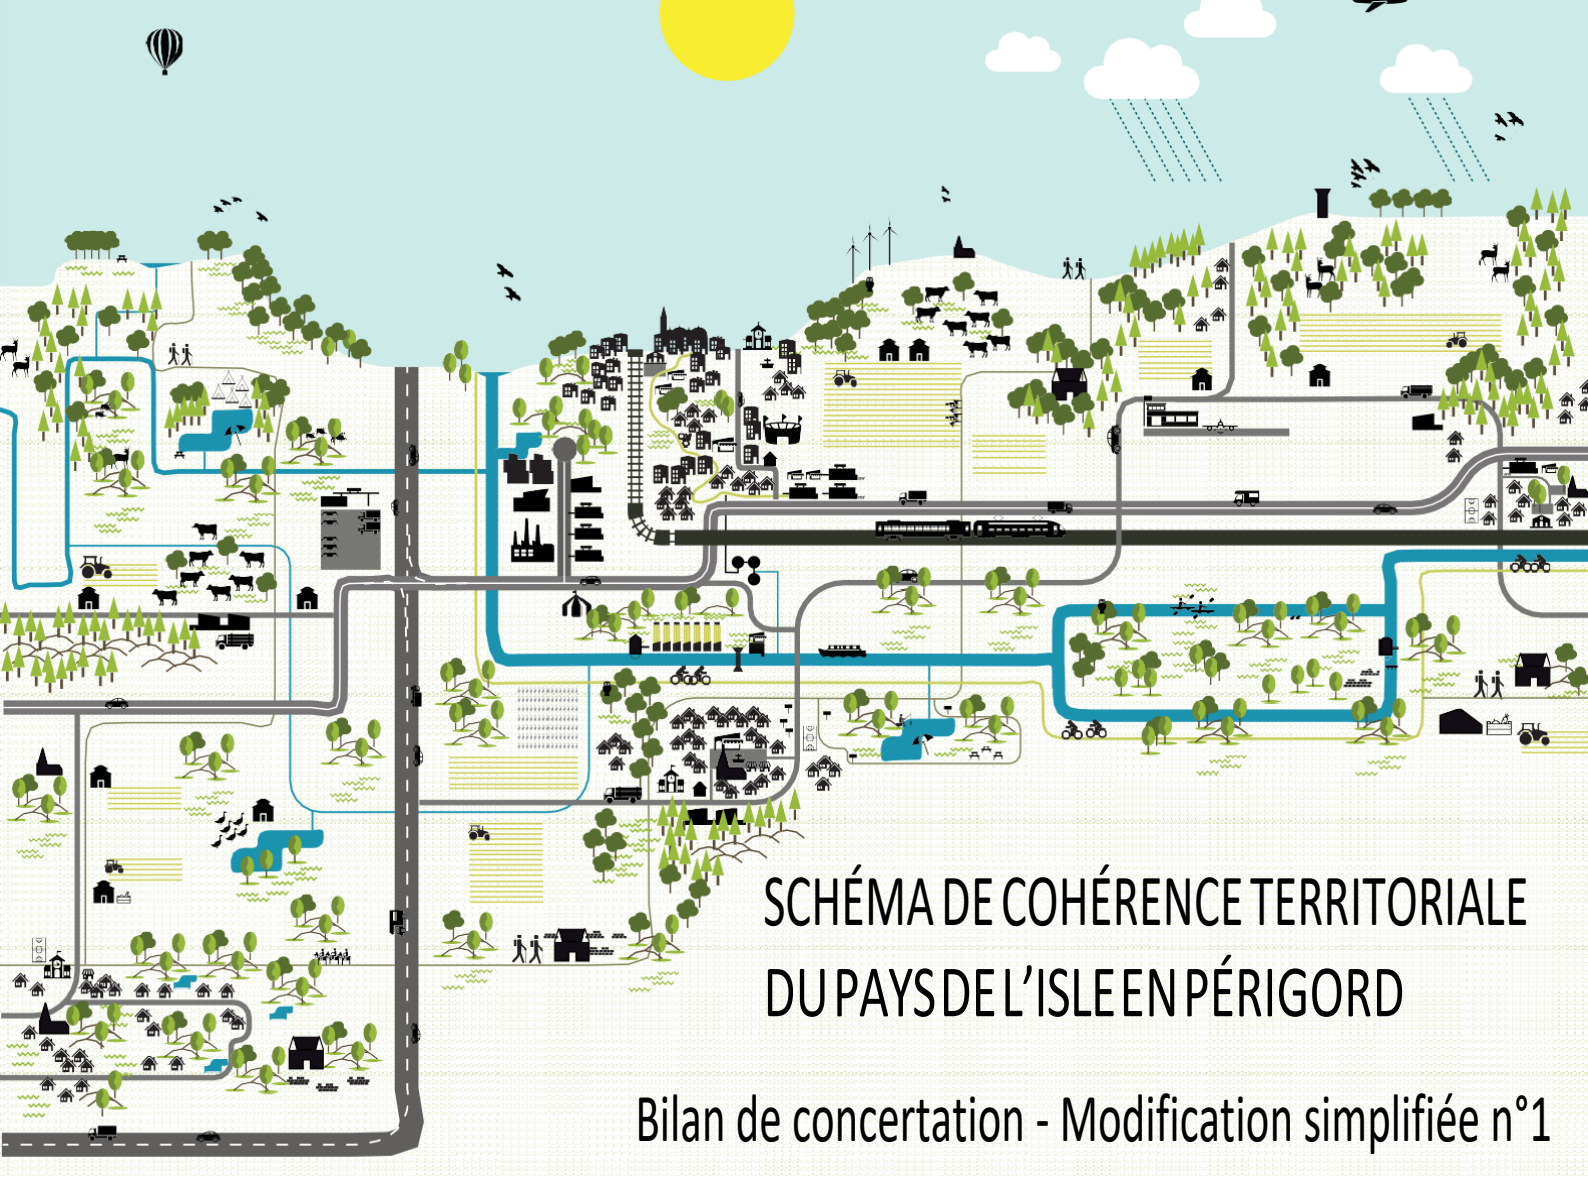 SCHÉMA DE COHÉRENCE TERRITORIALE
DU PAYS DE L’ISLE EN PÉRIGORD
Bilan de concertation - Modification simplifiée n°1